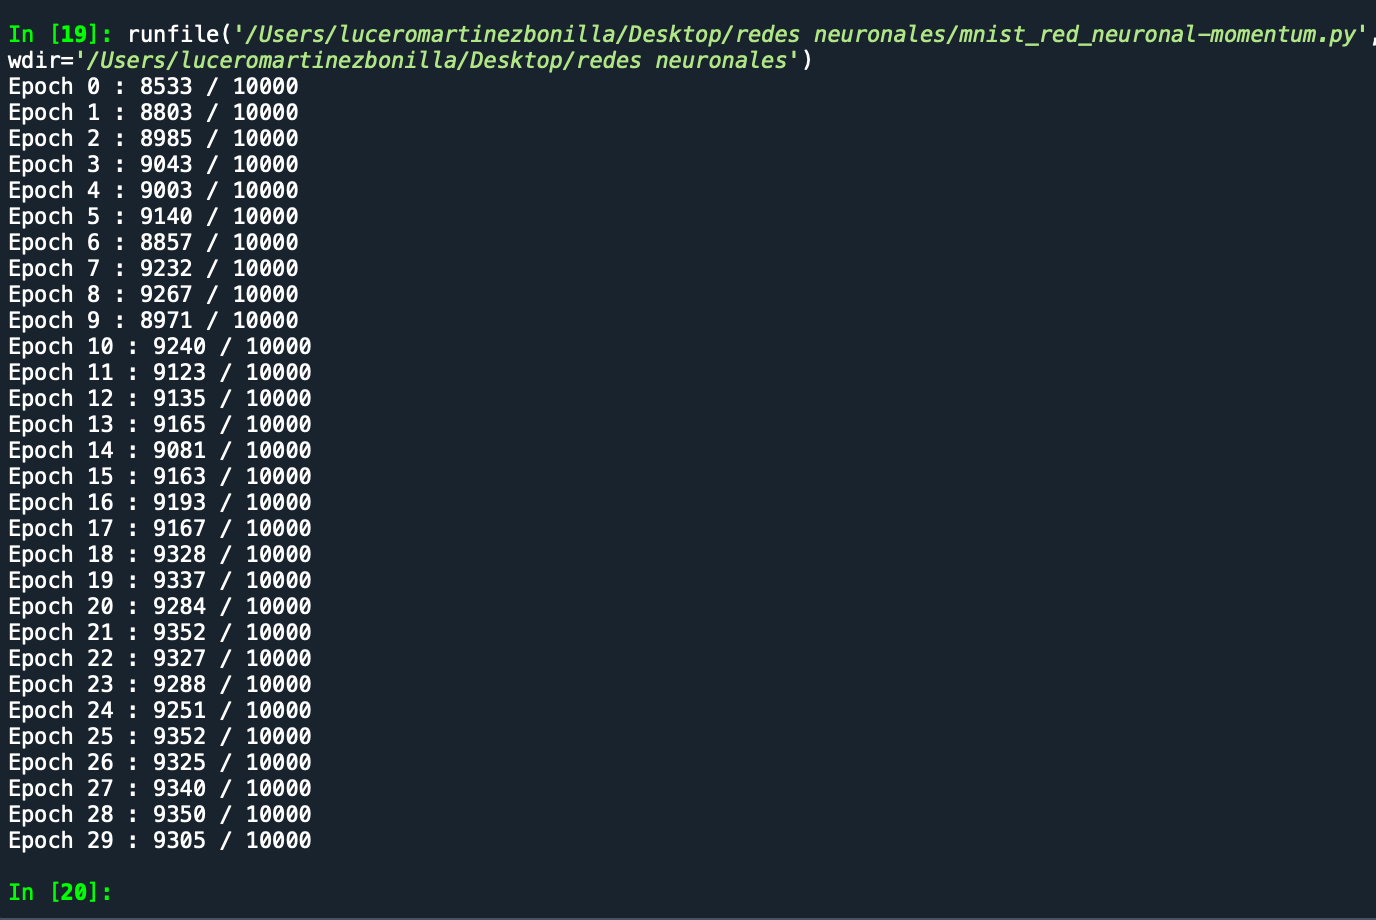 In [19]: runfile('/Users/luceromartinezbonilla/Desktop/redes neuronales/mnist_red_neuronal-momentum.py',
wdir='/Users/luceromartinezbonilla/Desktop/redes neuronales')
Epoch 0 : 8533 / 10000
Epoch 1 : 8803 / 10000
Epoch 2 : 8985 / 10000
Epoch 3 : 9043 / 10000
Epoch 4 : 9003 / 10000
Epoch 5 : 9140 / 10000
Epoch 6 : 8857 / 10000
Epoch 7 : 9232 / 10000
Epoch 8 : 9267 / 10000
Epoch 9 : 8971 / 10000
Epoch 10 : 9240 / 10000
Epoch 11 : 9123 / 10000
Epoch 12 : 9135 / 10000
Epoch 13 : 9165 / 10000
Epoch 14 : 9081 / 10000
Epoch 15 : 9163 / 10000
Epoch 16 : 9193 / 10000
Epoch 17 : 9167 / 10000
Epoch 18 : 9328 / 10000
Epoch 19 : 9337 / 10000
Epoch 20 : 9284 / 10000
Epoch 21 : 9352 / 10000
Epoch 22 : 9327 / 10000
Epoch 23 : 9288 / 10000
Epoch 24 : 9251 / 10000
Epoch 25 : 9352 / 10000
Epoch 26 : 9325 / 10000
Epoch 27 : 9340 / 10000
Epoch 28 : 9350 / 10000
Epoch 29 : 9305 / 10000
In [20]: